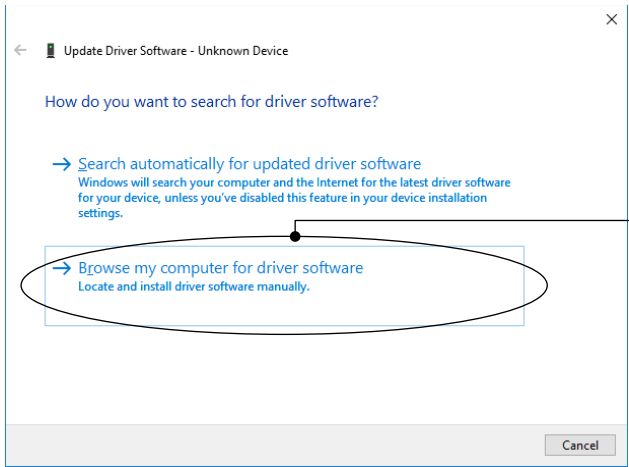 Update Driver Software - Unknown Device
How do you want to search for driver software?
Search automatically for updated driver software
Windows will search your computer and the Internet for the latest driver software
for your device, unless you've disabled this feature in your device installation
settings.
Browse my computer for driver software
Locate and install driver software manually.
Cancel